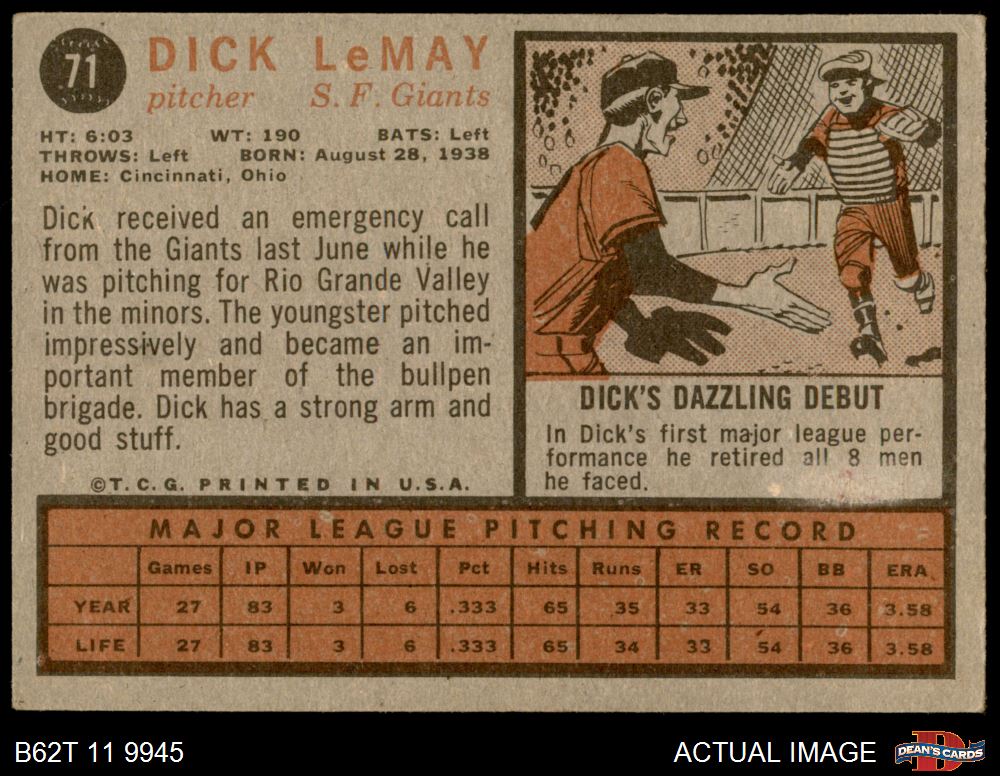 71
DICK LeMAY
pitcher S. F. Giants
HT: 6:03 WT: 190 BATS: Left
THROWS: Left BORN: August 28, 1938
HOME: Cincinnati, Ohio
Dick received an emergency call
from the Giants last June while he
was pitching for Rio Grande Valley
in the minors. The youngster pitched
impressively and became an im-
portant member of the bullpen
brigade. Dick has a strong arm and
good stuff.
©T. C. G. PRINTED IN U.S.A.
DICK'S DAZZLING DEBUT
In Dick's first major league per-
formance he retired all 8 men
he faced.
MAJOR LEAGUE PITCHING RECORD
Games IP Won Lost Pct Hits Runs ER SO BB ERA
YEAR 27 83 3 6 .333 65 35 33 54 36 3.58
LIFE 27 83 3 6 .333 65 34 33 54 36 3.58
B62T 11 9945
ACTUAL IMAGE
D
DEAN'S CARDS